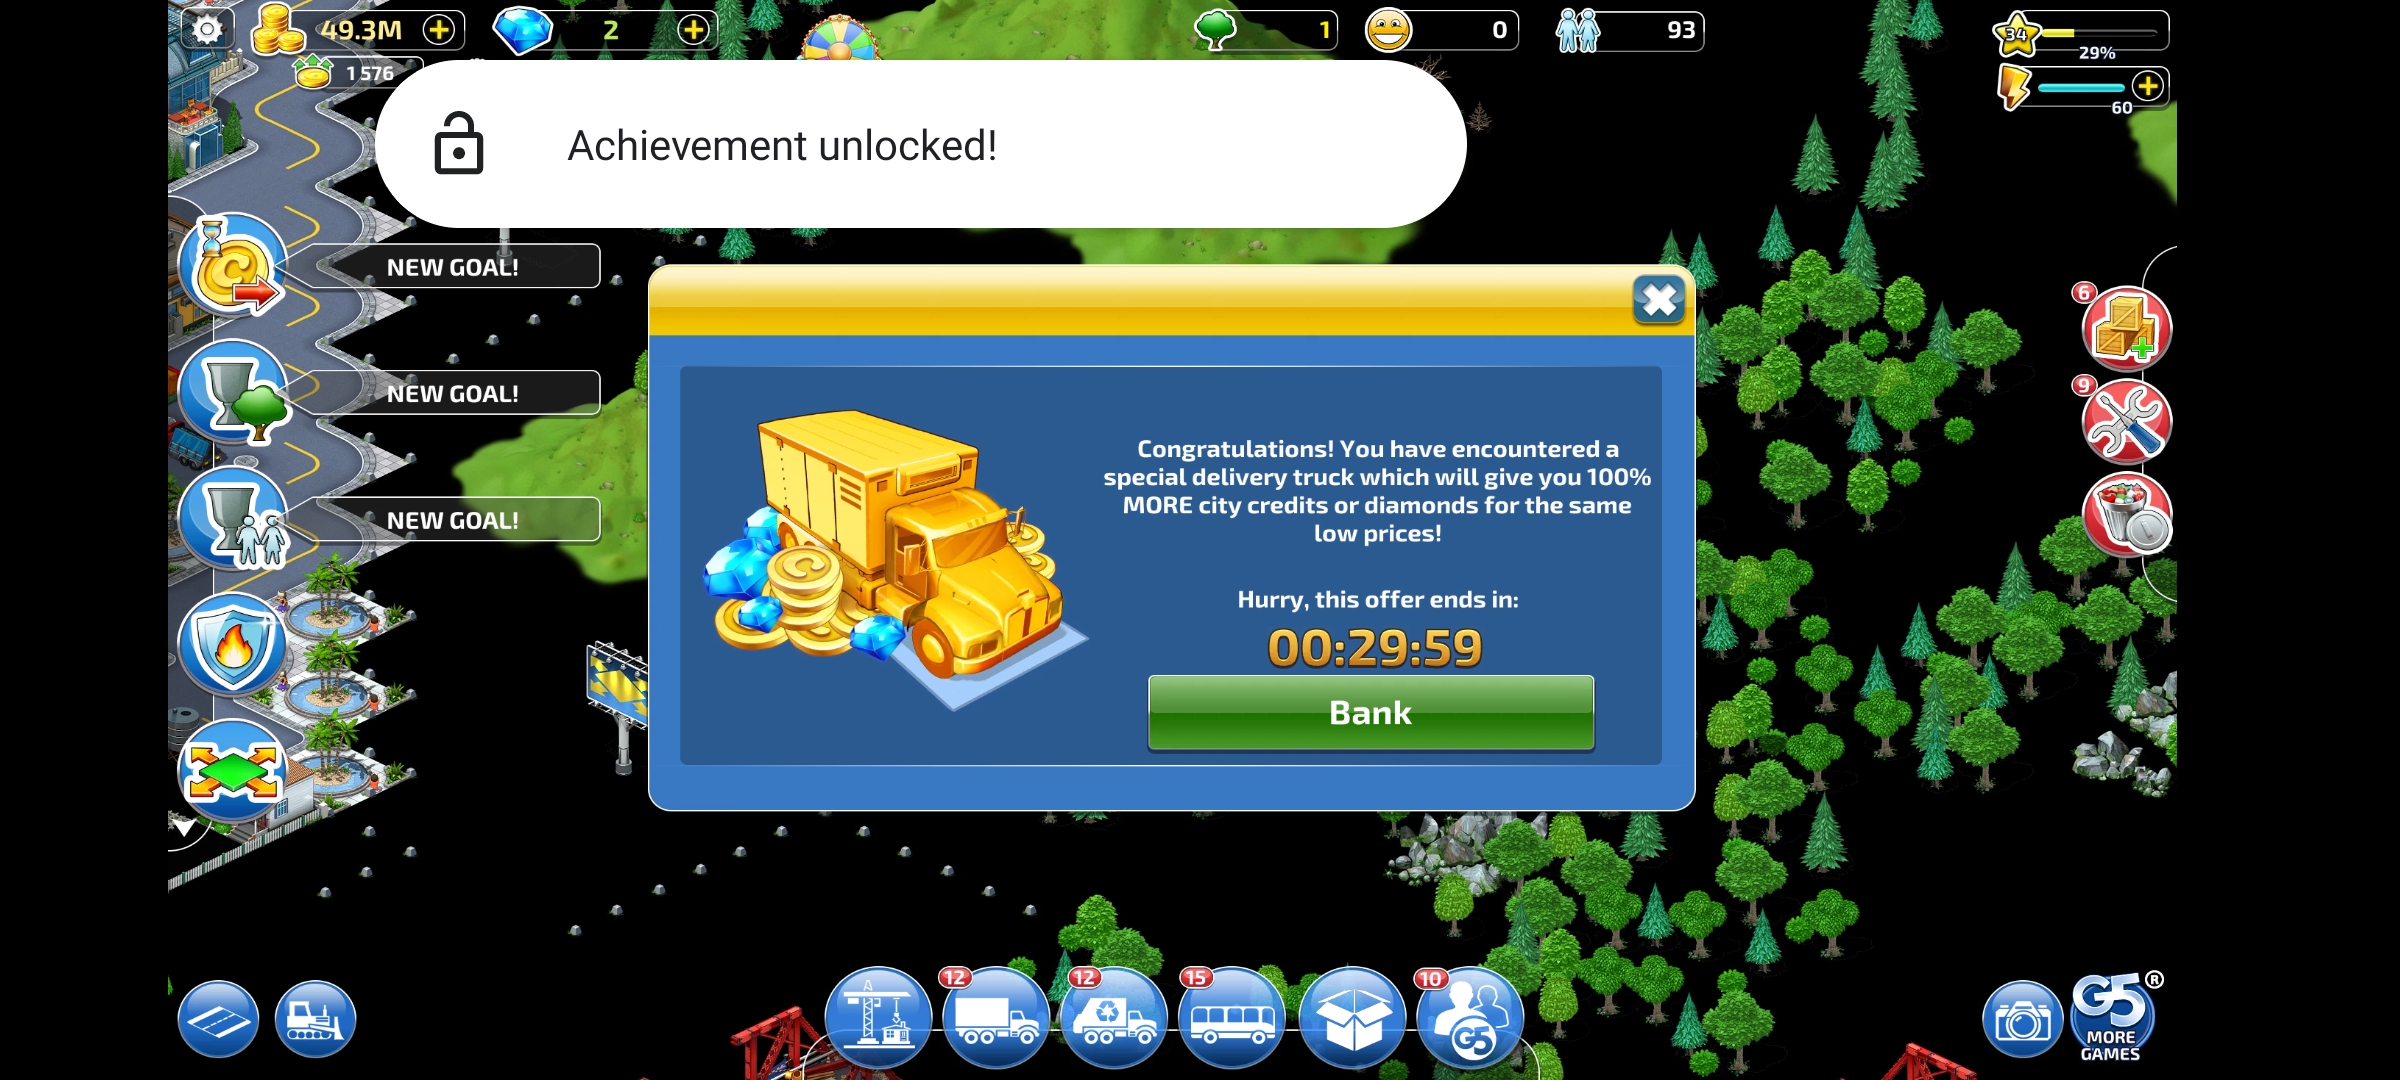 49.3M
2
1
0
93
34
29%
1 576
60
Achievement unlocked!
NEW GOAL!
NEW GOAL!
NEW GOAL!
6
9
Congratulations! You have encountered a
special delivery truck which will give you 100%
MORE city credits or diamonds for the same
low prices!
Hurry, this offer ends in:
00:29:59
Bank
12
12
15
10
G5
G5®
MORE
GAMES